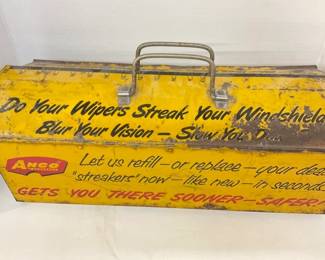 Do Your Wipers Streak Your Windshield
Blur Your Vision — Slow You D...
ANCO
Let us refill — or replace — your dead
"streakers" now — like new — in seconds
GETS YOU THERE SOONER — SAFER